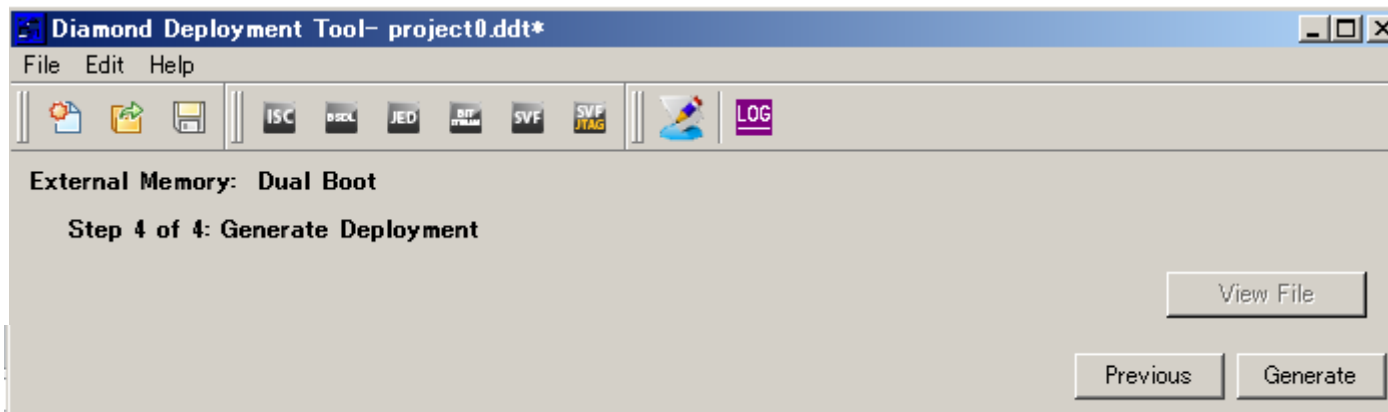 Diamond Deployment Tool- project0.ddt*
File Edit Help
ISC BSDL JED BIT STREAM SVF SVF JTAG LOG
External Memory: Dual Boot
Step 4 of 4: Generate Deployment
View File
Previous Generate